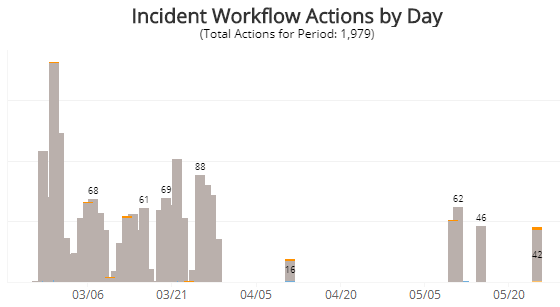 Incident Workflow Actions by Day
(Total Actions for Period: 1,979)
68
61
69
88
16
62
46
42
03/06 03/21 04/05 04/20 05/05 05/20